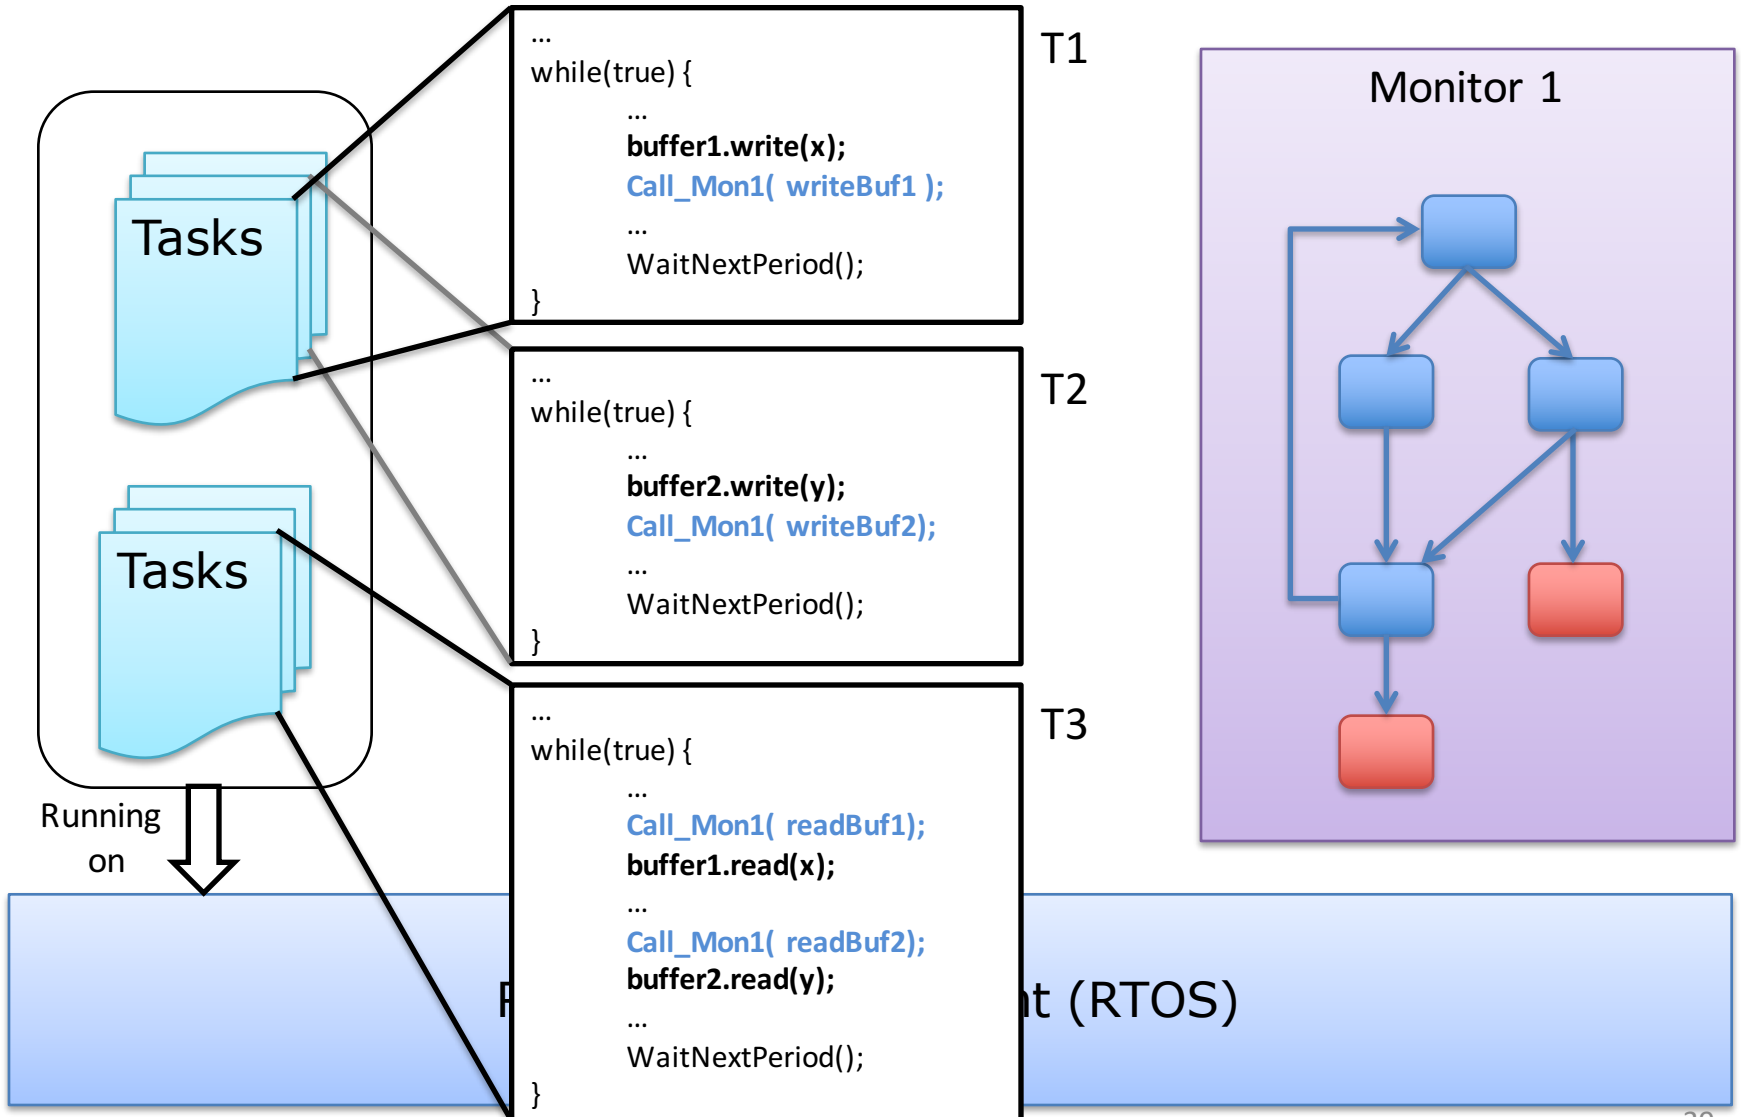 Tasks
Tasks
Running
on
...
while(true) {
...
buffer1.write(x);
Call_Mon1( writeBuf1 );
...
WaitNextPeriod();
}
T1
...
while(true) {
...
buffer2.write(y);
Call_Mon1( writeBuf2);
...
WaitNextPeriod();
}
T2
...
while(true) {
...
Call_Mon1( readBuf1);
buffer1.read(x);
...
Call_Mon1( readBuf2);
buffer2.read(y);
...
WaitNextPeriod();
}
T3
Monitor 1
(RTOS)